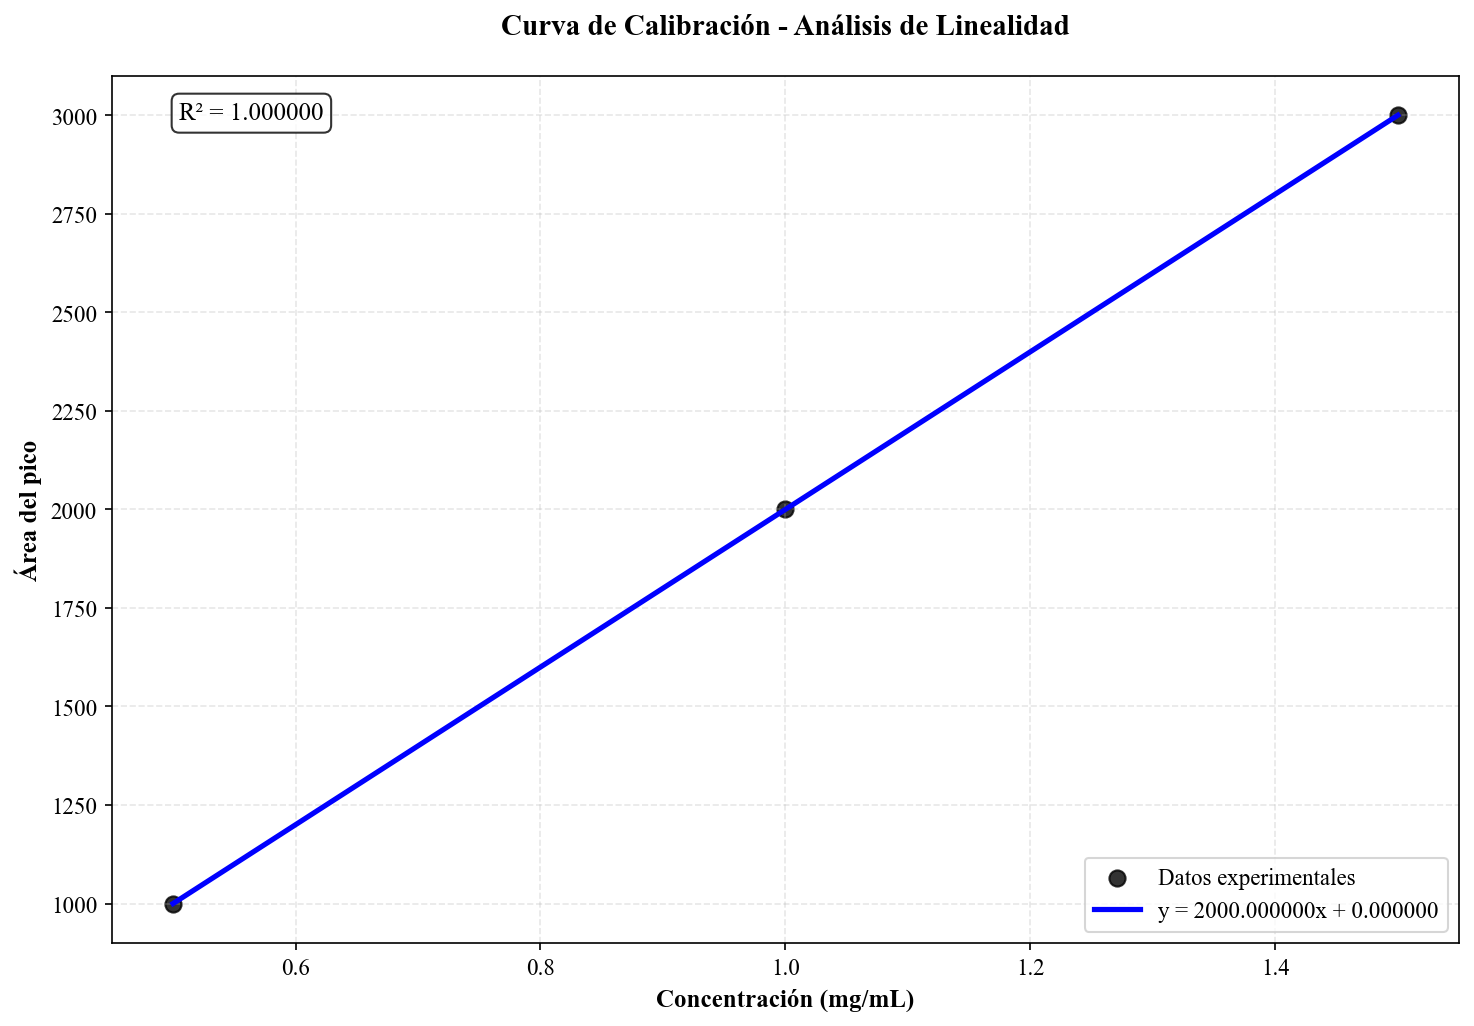 Curva de Calibración - Análisis de Linealidad
R² = 1.000000
3000
2750
2500
2250
2000
1750
1500
1250
1000
Área del pico
Datos experimentales
y = 2000.000000x + 0.000000
0.6
0.8
1.0
1.2
1.4
Concentración (mg/mL)